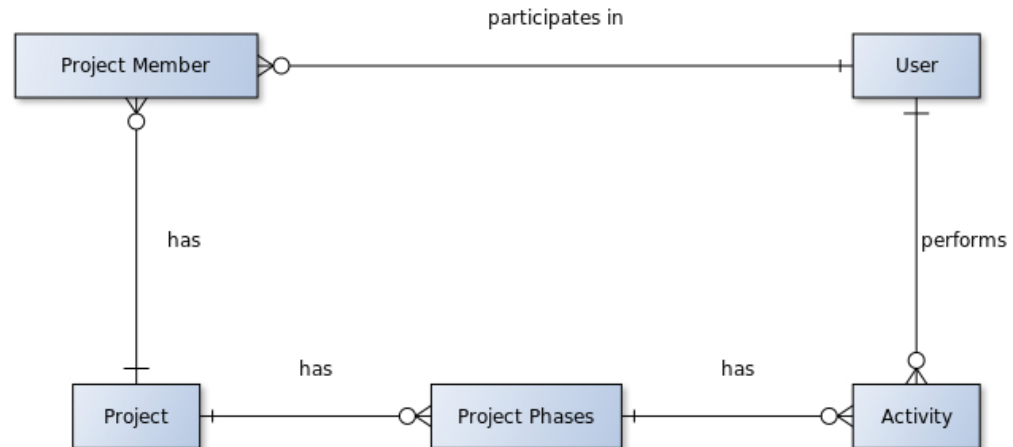 participates in
Project Member
User
has
performs
has
has
Project
Project Phases
Activity